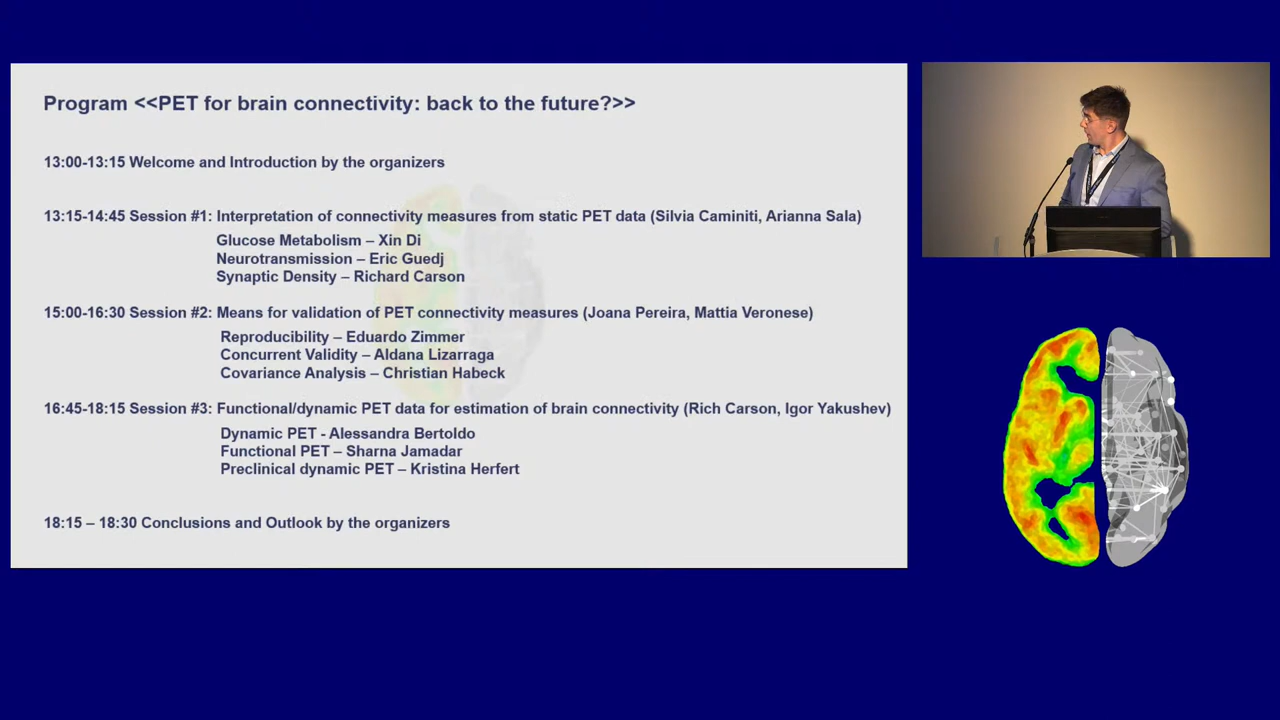 Program <<PET for brain connectivity: back to the future?>>
13:00-13:15 Welcome and Introduction by the organizers
13:15-14:45 Session #1: Interpretation of connectivity measures from static PET data (Silvia Caminiti, Arianna Sala)
Glucose Metabolism – Xin Di
Neurotransmission – Eric Guedj
Synaptic Density – Richard Carson
15:00-16:30 Session #2: Means for validation of PET connectivity measures (Joana Pereira, Mattia Veronese)
Reproducibility – Eduardo Zimmer
Concurrent Validity – Aldana Lizarraga
Covariance Analysis – Christian Habeck
16:45-18:15 Session #3: Functional/dynamic PET data for estimation of brain connectivity (Rich Carson, Igor Yakushev)
Dynamic PET - Alessandra Bertoldo
Functional PET – Sharna Jamadar
Preclinical dynamic PET – Kristina Herfert
18:15 – 18:30 Conclusions and Outlook by the organizers